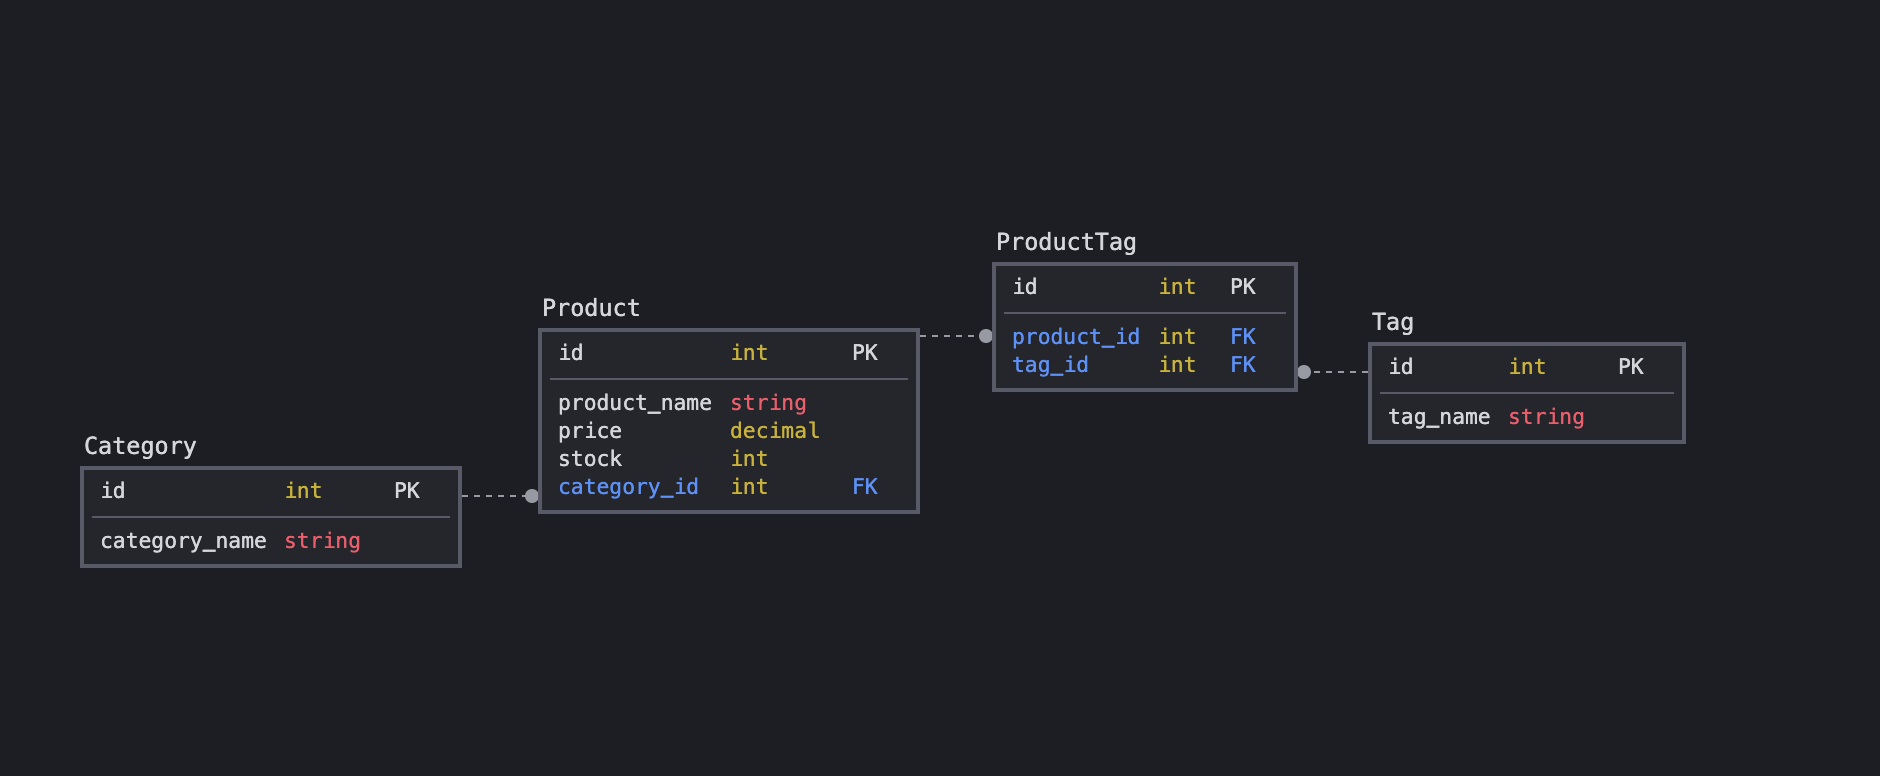 Category
id int PK
category_name string
Product
id int PK
product_name string
price decimal
stock int
category_id int FK
ProductTag
id int PK
product_id int FK
tag_id int FK
Tag
id int PK
tag_name string